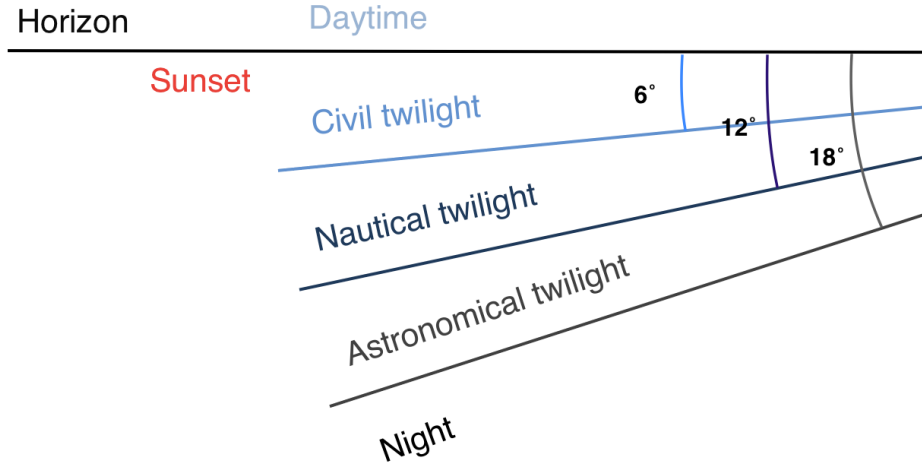 Horizon
Daytime
Sunset
Civil twilight
6°
12°
18°
Nautical twilight
Astronomical twilight
Night